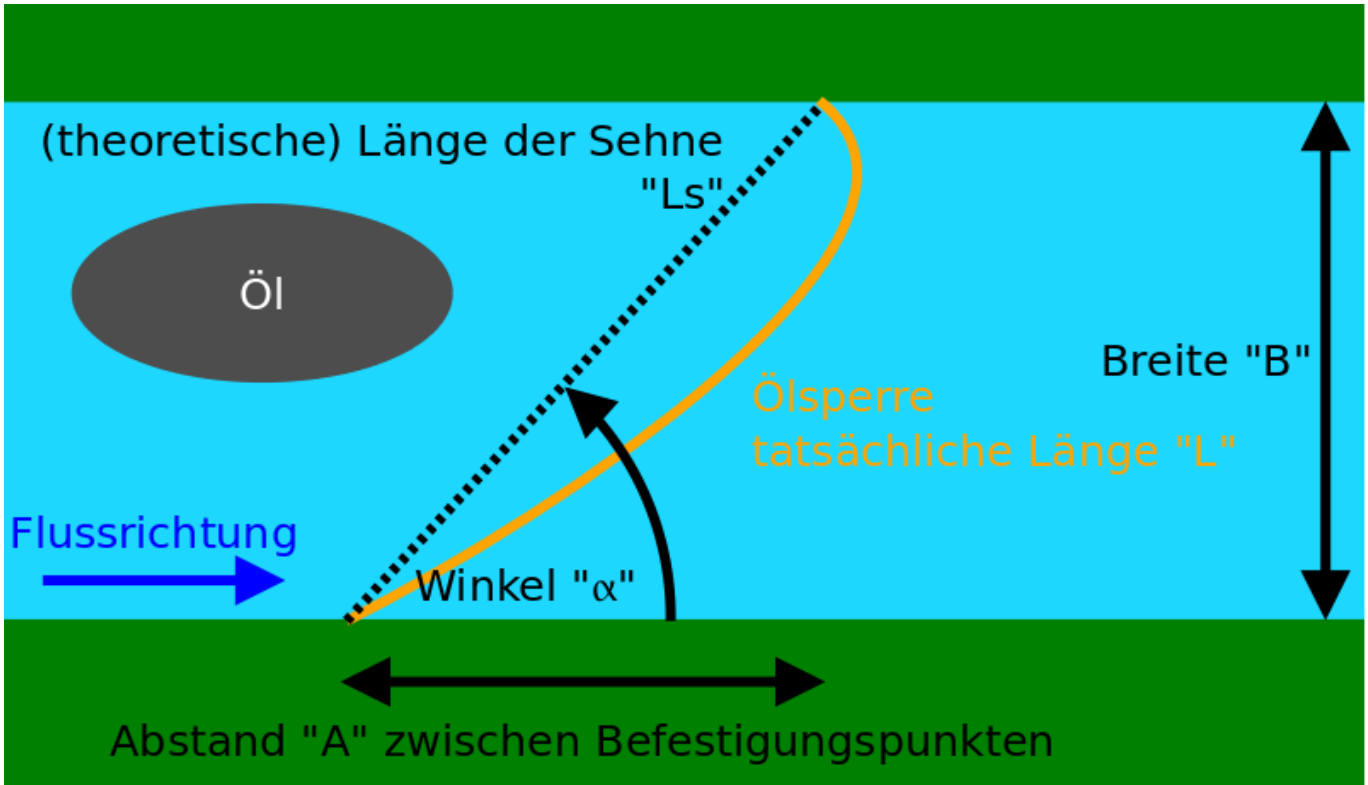 (theoretische) Länge der Sehne
"Ls"
Öl
Breite "B"
Ölsperre
tatsächliche Länge "L"
Flussrichtung
Winkel "α"
Abstand "A" zwischen Befestigungspunkten